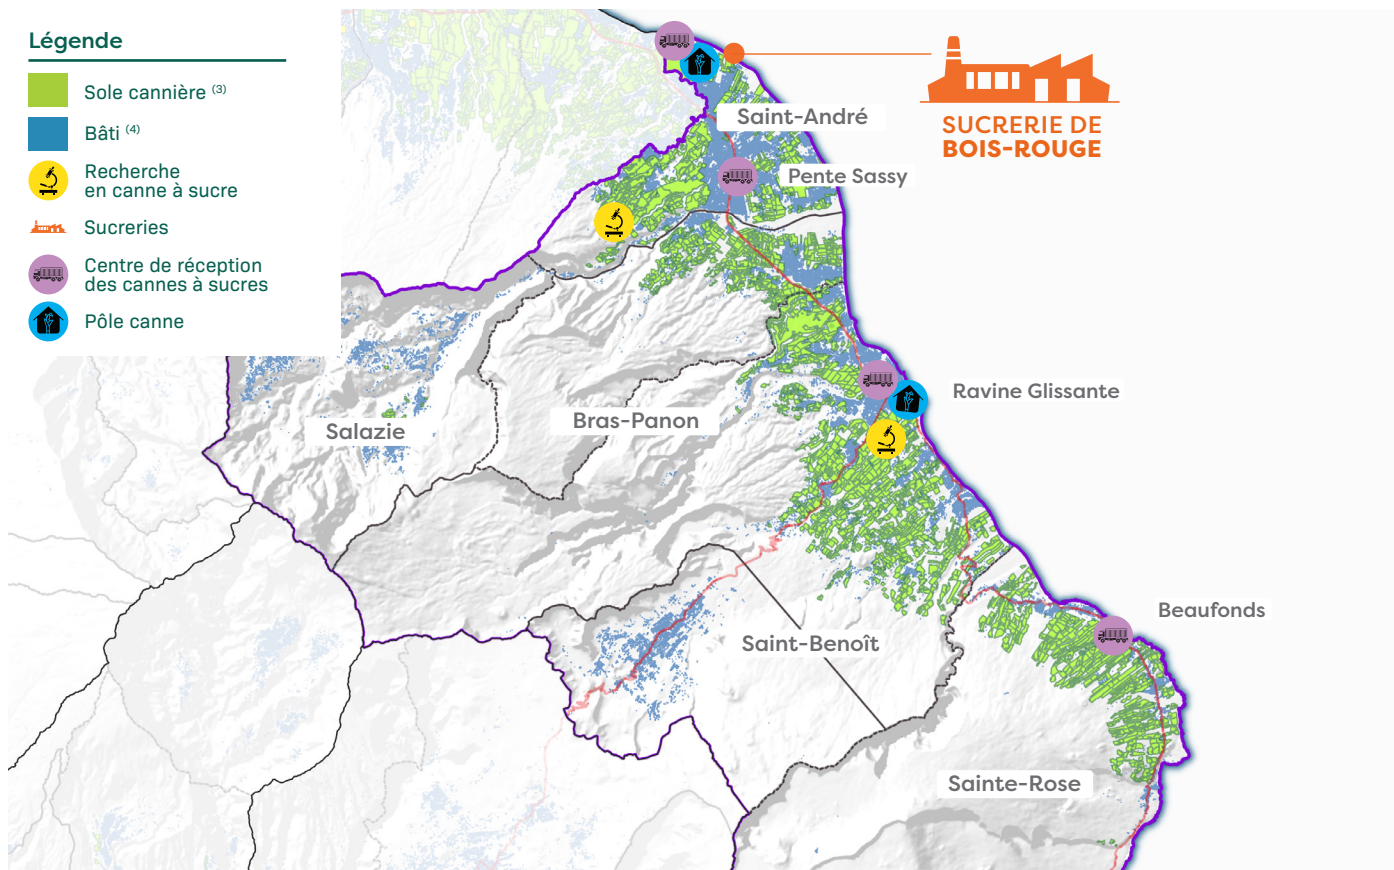 Légende
Sole cannière (3)
Bâti (4)
Recherche
en canne à sucre
Sucreries
Centre de réception
des cannes à sucres
Pôle canne
SUCRERIE DE
BOIS-ROUGE
Saint-André
Pente Sassy
Ravine Glissante
Salazie
Bras-Panon
Beaufonds
Saint-Benoît
Sainte-Rose